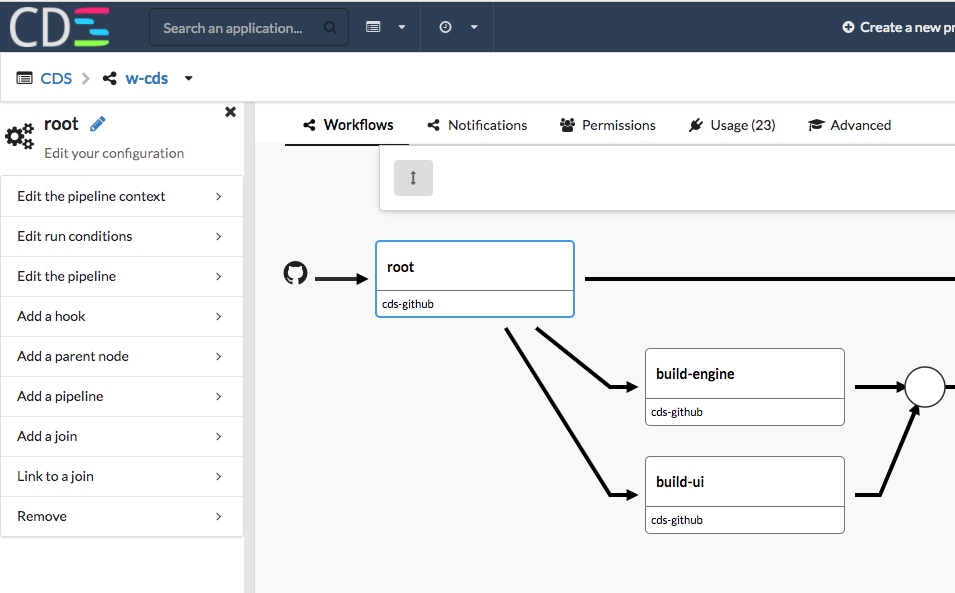 CDE
Search an application...
Create a new pr
CDS
w-cds
root
Edit your configuration
Edit the pipeline context
Edit run conditions
Edit the pipeline
Add a hook
Add a parent node
Add a pipeline
Add a join
Link to a join
Remove
Workflows
Notifications
Permissions
Usage (23)
Advanced
root
cds-github
build-engine
cds-github
build-ui
cds-github